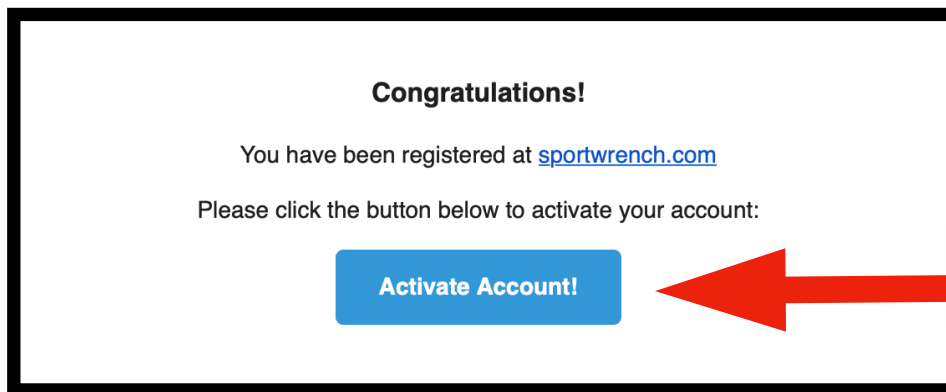 Congratulations!
You have been registered at sportwrench.com
Please click the button below to activate your account:
Activate Account!